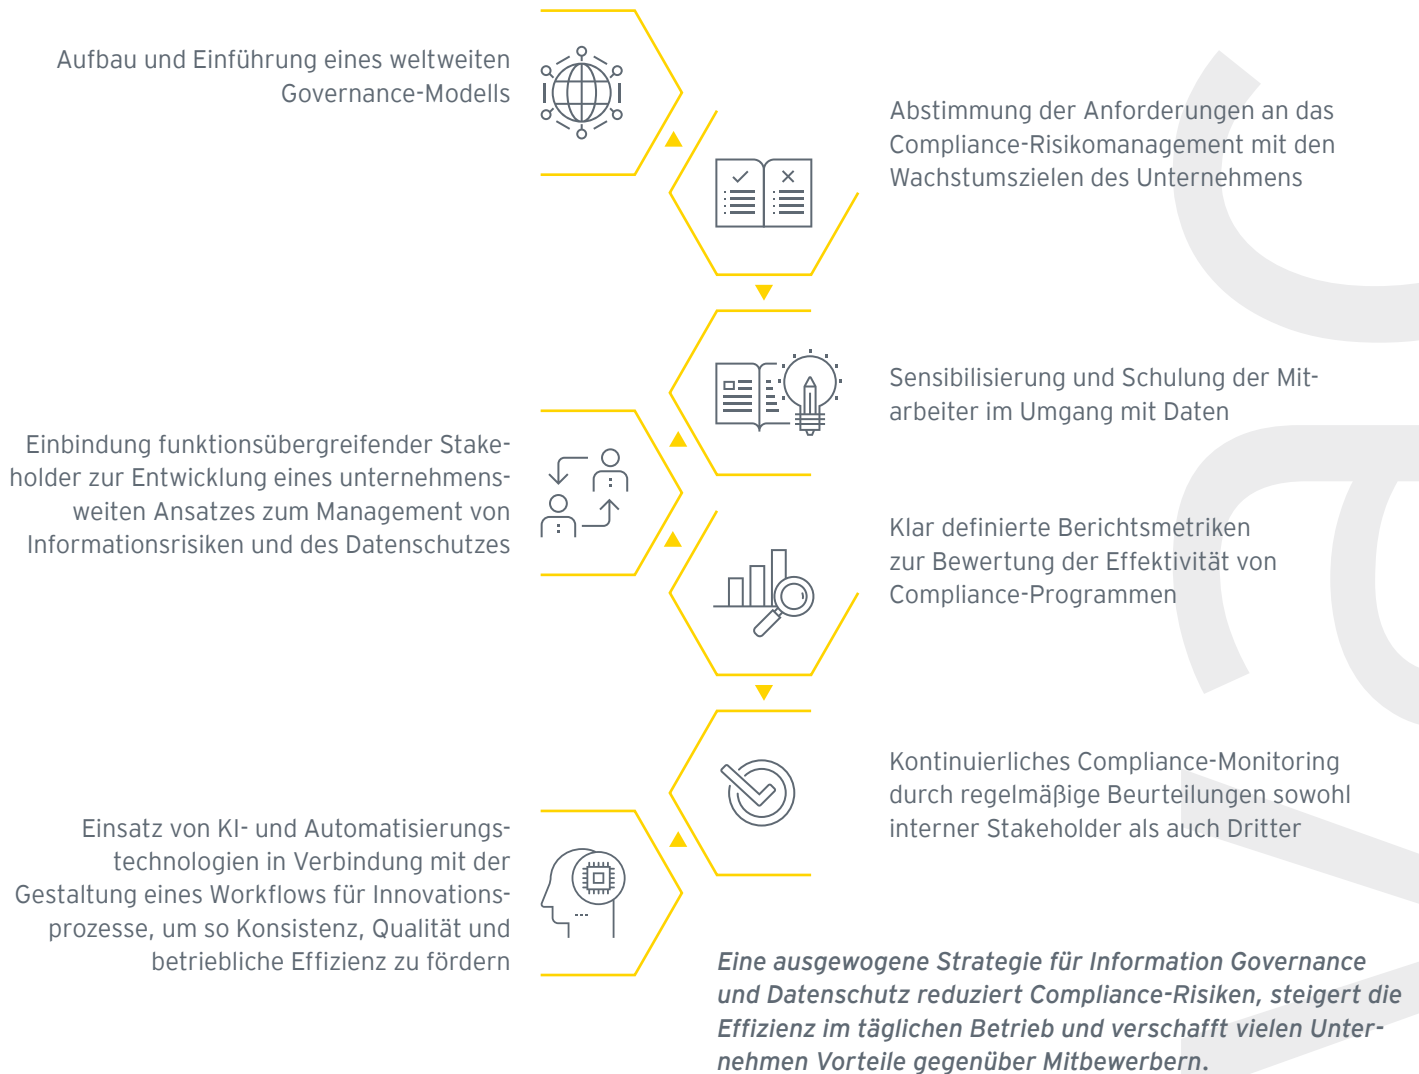 Aufbau und Einführung eines weltweiten
Governance-Modells
Abstimmung der Anforderungen an das
Compliance-Risikomanagement mit den
Wachstumszielen des Unternehmens
Sensibilisierung und Schulung der Mit-
arbeiter im Umgang mit Daten
Einbindung funktionsübergreifender Stake-
holder zur Entwicklung eines unternehmens-
weiten Ansatzes zum Management von
Informationsrisiken und des Datenschutzes
Klar definierte Berichtsmetriken
zur Bewertung der Effektivität von
Compliance-Programmen
Kontinuierliches Compliance-Monitoring
durch regelmäßige Beurteilungen sowohl
interner Stakeholder als auch Dritter
Einsatz von KI- und Automatisierungs-
technologien in Verbindung mit der
Gestaltung eines Workflows für Innovations-
prozesse, um so Konsistenz, Qualität und
betriebliche Effizienz zu fördern
Eine ausgewogene Strategie für Information Governance
und Datenschutz reduziert Compliance-Risiken, steigert die
Effizienz im täglichen Betrieb und verschafft vielen Unter-
nehmen Vorteile gegenüber Mitbewerbern.